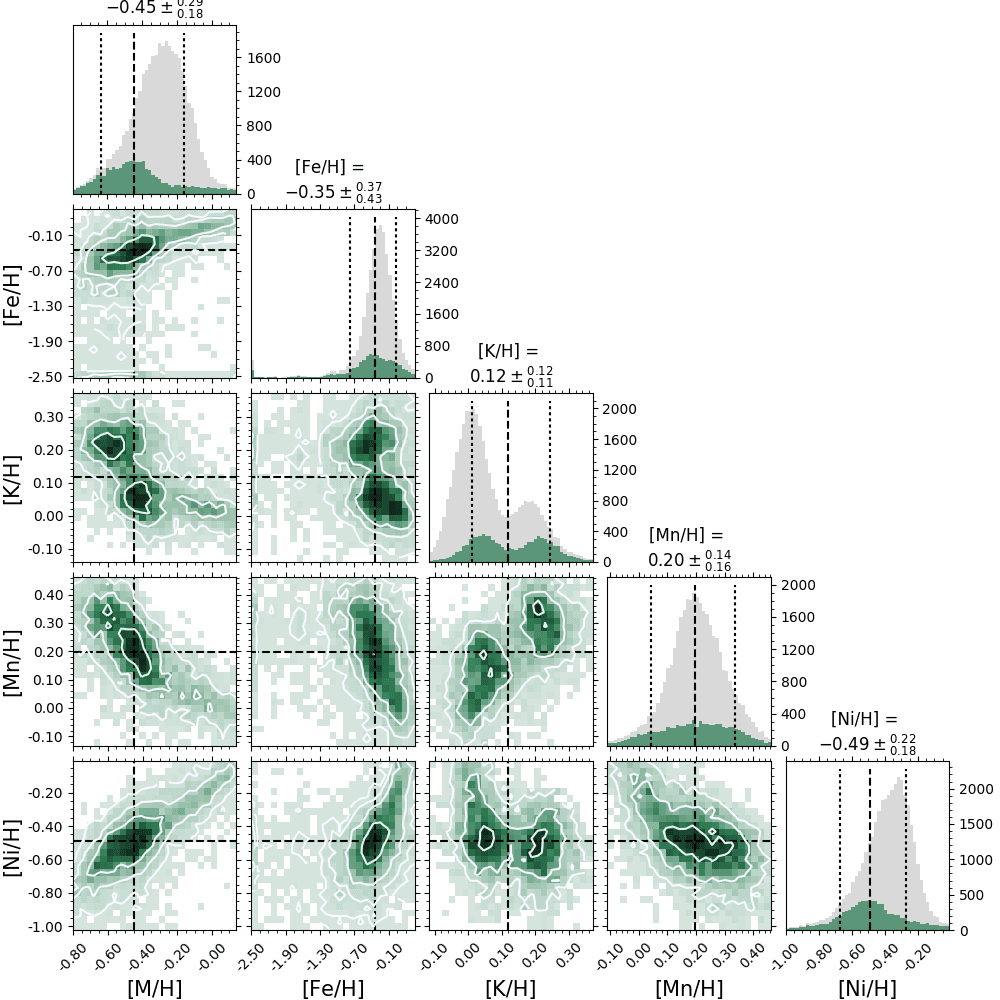 −0.45 ± 0.29 0.18
1600
1200
800
400
0
[Fe/H] =
−0.35 ± 0.37 0.43
[Fe/H]
-0.10
-0.70
-1.30
-1.90
-2.50
4000
3200
2400
1600
800
0
[K/H] =
0.12 ± 0.12 0.11
[K/H]
0.30
0.20
0.10
0.00
-0.10
2000
1600
1200
800
400
0
[Mn/H] =
0.20 ± 0.14 0.16
[Mn/H]
0.40
0.30
0.20
0.10
0.00
-0.10
2000
1600
1200
800
400
0
[Ni/H] =
−0.49 ± 0.22 0.18
[Ni/H]
-0.20
-0.40
-0.60
-0.80
-1.00
2000
1500
1000
500
0
-0.80 -0.60 -0.40 -0.20 -0.00
-2.50 -1.90 -1.30 -0.70 -0.10
-0.10 0.00 0.10 0.20 0.30
-0.10 0.00 0.10 0.20 0.30 0.40
-1.00 -0.80 -0.60 -0.40 -0.20
[M/H] [Fe/H] [K/H] [Mn/H] [Ni/H]